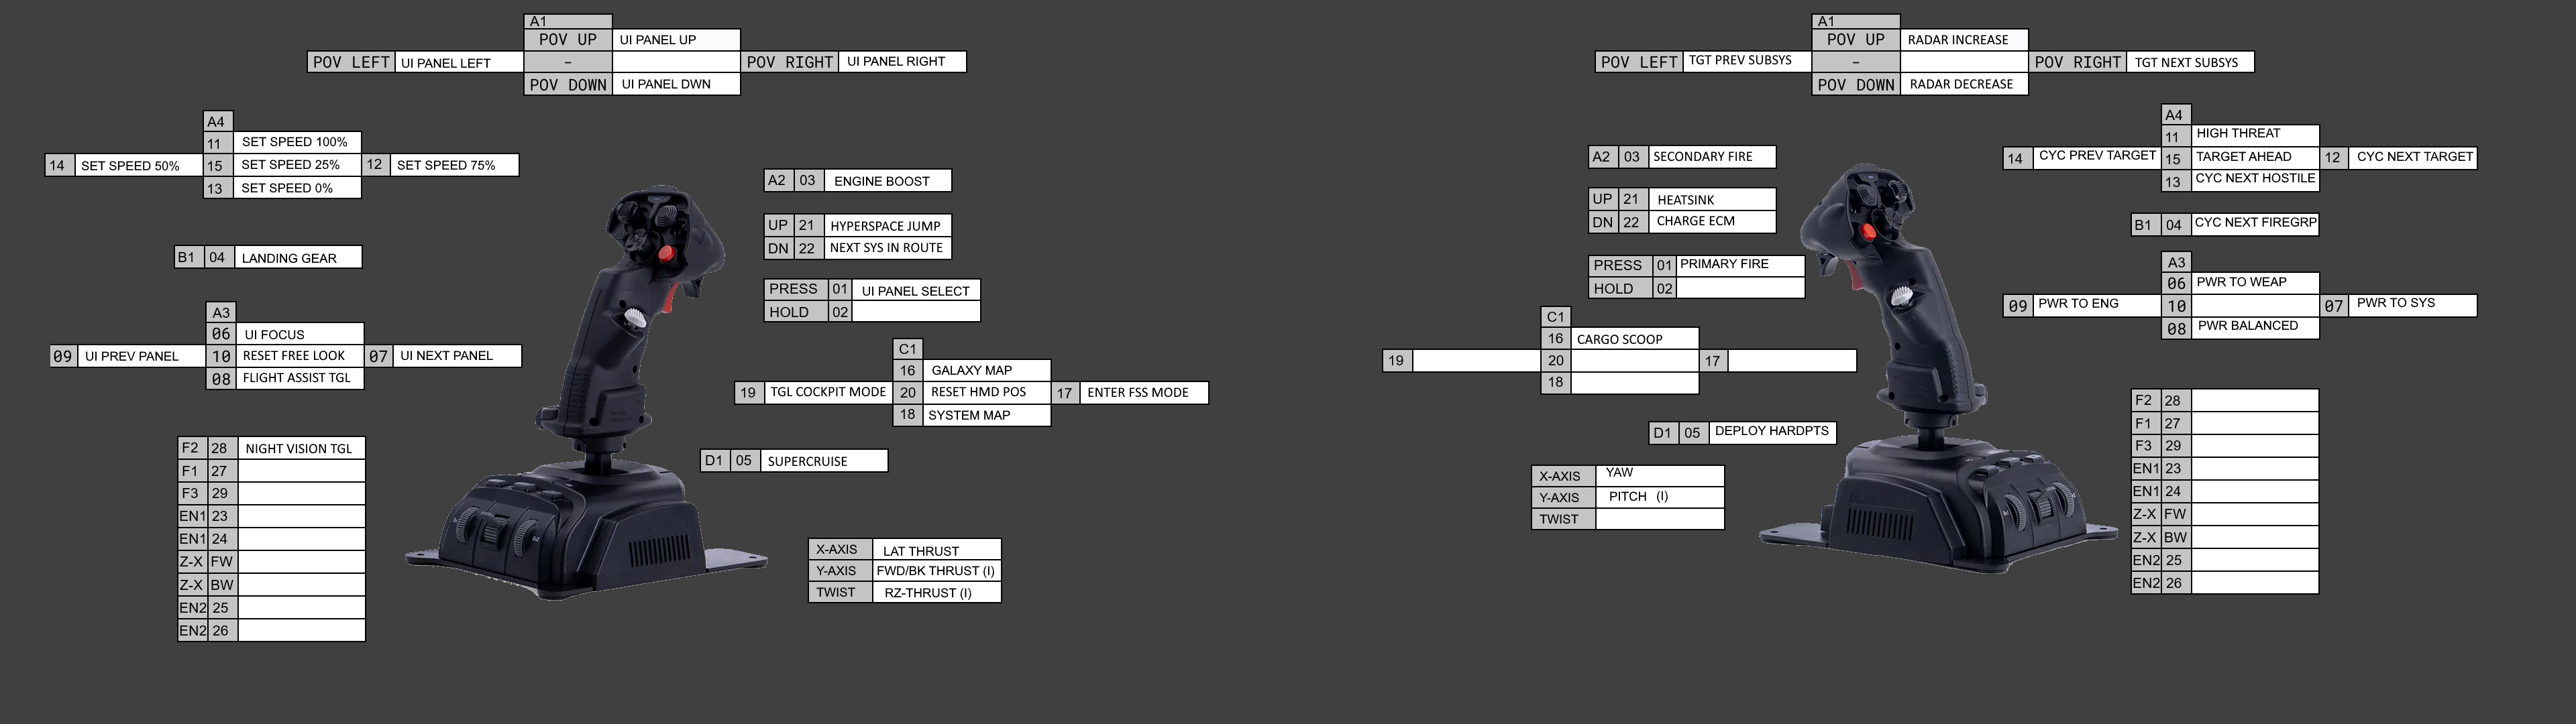 A1
POV UP UI PANEL UP
POV LEFT UI PANEL LEFT - POV RIGHT UI PANEL RIGHT
POV DOWN UI PANEL DWN
A4
11 SET SPEED 100%
14 SET SPEED 50% 15 SET SPEED 25% 12 SET SPEED 75%
13 SET SPEED 0%
A2 03 ENGINE BOOST
UP 21 HYPERSPACE JUMP
DN 22 NEXT SYS IN ROUTE
B1 04 LANDING GEAR
PRESS 01 UI PANEL SELECT
HOLD 02
A3
06 UI FOCUS
09 UI PREV PANEL 10 RESET FREE LOOK 07 UI NEXT PANEL
08 FLIGHT ASSIST TGL
C1
16 GALAXY MAP
19 TGL COCKPIT MODE 20 RESET HMD POS 17 ENTER FSS MODE
18 SYSTEM MAP
D1 05 SUPERCRUISE
F2 28 NIGHT VISION TGL
F1 27
F3 29
EN1 23
EN1 24
Z-X FW
Z-X BW
EN2 25
EN2 26
X-AXIS LAT THRUST
Y-AXIS FWD/BK THRUST (I)
TWIST RZ-THRUST (I)
A1
POV UP RADAR INCREASE
POV LEFT TGT PREV SUBSYS - POV RIGHT TGT NEXT SUBSYS
POV DOWN RADAR DECREASE
A4
11 HIGH THREAT
14 CYC PREV TARGET 15 TARGET AHEAD 12 CYC NEXT TARGET
13 CYC NEXT HOSTILE
A2 03 SECONDARY FIRE
UP 21 HEATSINK
DN 22 CHARGE ECM
B1 04 CYC NEXT FIREGRP
PRESS 01 PRIMARY FIRE
HOLD 02
A3
06 PWR TO WEAP
09 PWR TO ENG 10 07 PWR TO SYS
08 PWR BALANCED
C1
16 CARGO SCOOP
19 20 17
18
D1 05 DEPLOY HARDPTS
X-AXIS YAW
Y-AXIS PITCH (I)
TWIST
F2 28
F1 27
F3 29
EN1 23
EN1 24
Z-X FW
Z-X BW
EN2 25
EN2 26